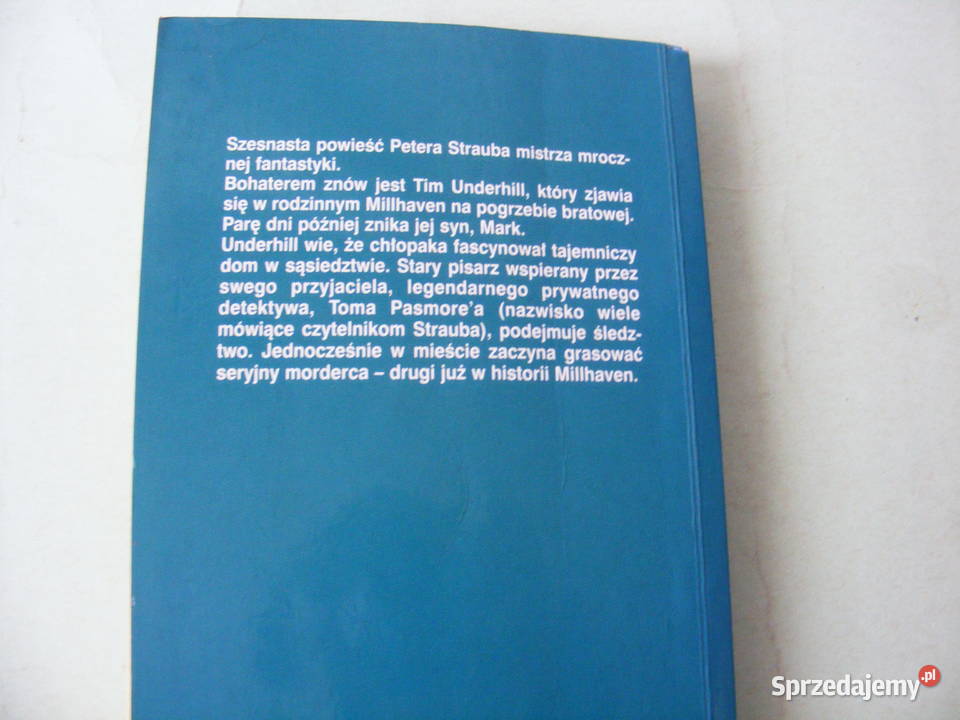 Szesnasta powieść Petera Strauba mistrza mrocz-
nej fantastyki.
Bohaterem znów jest Tim Underhill, który zjawia
się w rodzinnym Millhaven na pogrzebie bratowej.
Parę dni później znika jej syn, Mark.
Underhill wie, że chłopaka fascynował tajemniczy
dom w sąsiedztwie. Stary pisarz wspierany przez
swego przyjaciela, legendarnego prywatnego
detektywa, Toma Pasmore'a (nazwisko wiele
mówiące czytelnikom Strauba), podejmuje śledz-
two. Jednocześnie w mieście zaczyna grasować
seryjny morderca – drugi już w historii Millhaven.
Sprzedajemy.pl